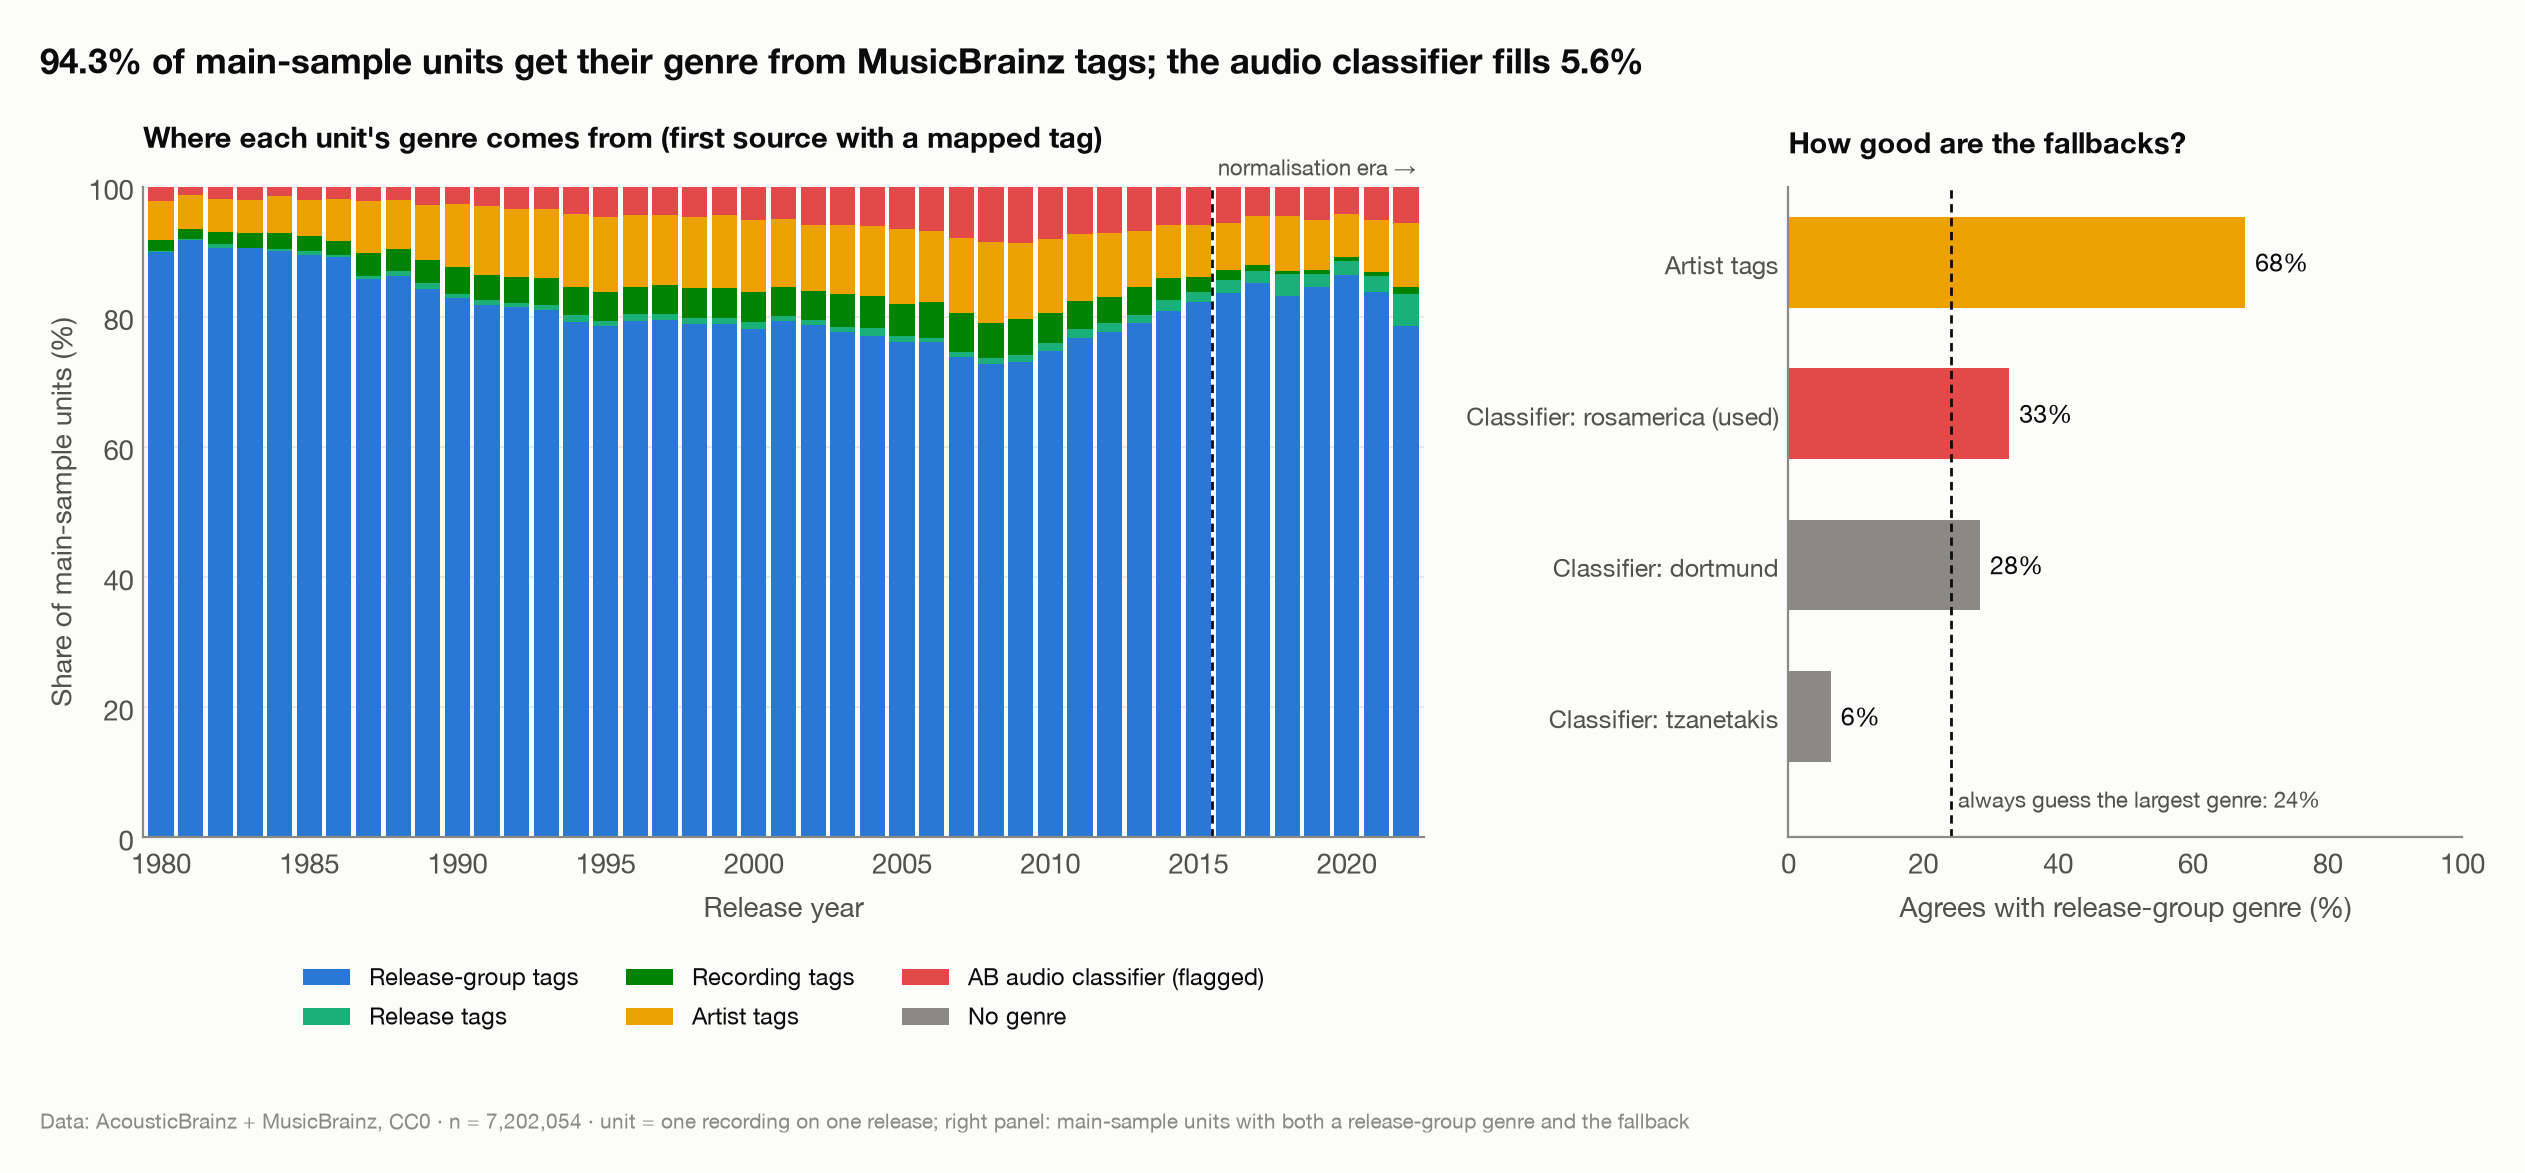 94.3% of main-sample units get their genre from MusicBrainz tags; the audio classifier fills 5.6%
Where each unit's genre comes from (first source with a mapped tag)
normalisation era →
Share of main-sample units (%)
100
80
60
40
20
0
1980 1985 1990 1995 2000 2005 2010 2015 2020
Release year
Release-group tags
Release tags
Recording tags
Artist tags
AB audio classifier (flagged)
No genre
How good are the fallbacks?
Artist tags 68%
Classifier: rosamerica (used) 33%
Classifier: dortmund 28%
Classifier: tzanetakis 6%
always guess the largest genre: 24%
0 20 40 60 80 100
Agrees with release-group genre (%)
Data: AcousticBrainz + MusicBrainz, CC0 · n = 7,202,054 · unit = one recording on one release; right panel: main-sample units with both a release-group genre and the fallback